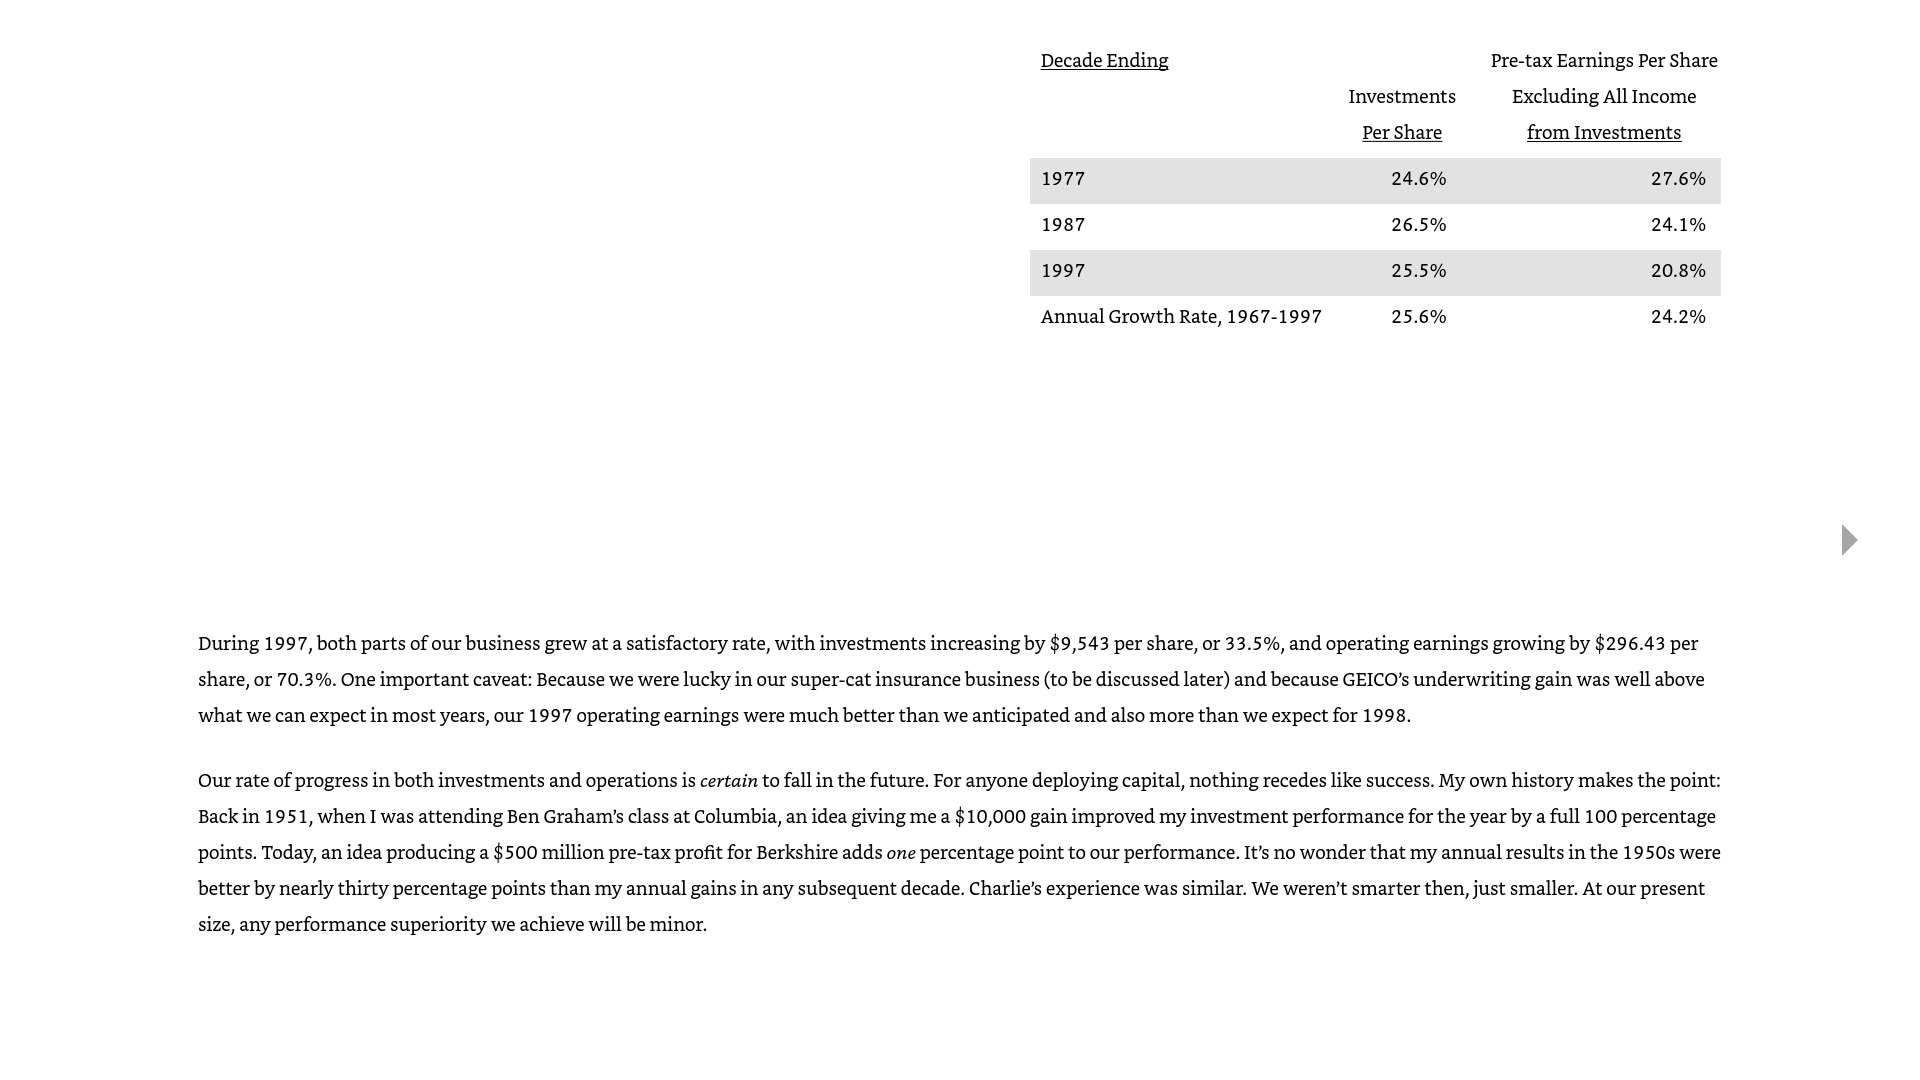 Decade Ending
Pre-tax Earnings Per Share
Investments Excluding All Income
Per Share from Investments
1977 24.6% 27.6%
1987 26.5% 24.1%
1997 25.5% 20.8%
Annual Growth Rate, 1967-1997 25.6% 24.2%
During 1997, both parts of our business grew at a satisfactory rate, with investments increasing by $9,543 per share, or 33.5%, and operating earnings growing by $296.43 per
share, or 70.3%. One important caveat: Because we were lucky in our super-cat insurance business (to be discussed later) and because GEICO’s underwriting gain was well above
what we can expect in most years, our 1997 operating earnings were much better than we anticipated and also more than we expect for 1998.
Our rate of progress in both investments and operations is certain to fall in the future. For anyone deploying capital, nothing recedes like success. My own history makes the point:
Back in 1951, when I was attending Ben Graham’s class at Columbia, an idea giving me a $10,000 gain improved my investment performance for the year by a full 100 percentage
points. Today, an idea producing a $500 million pre-tax profit for Berkshire adds one percentage point to our performance. It’s no wonder that my annual results in the 1950s were
better by nearly thirty percentage points than my annual gains in any subsequent decade. Charlie’s experience was similar. We weren’t smarter then, just smaller. At our present
size, any performance superiority we achieve will be minor.